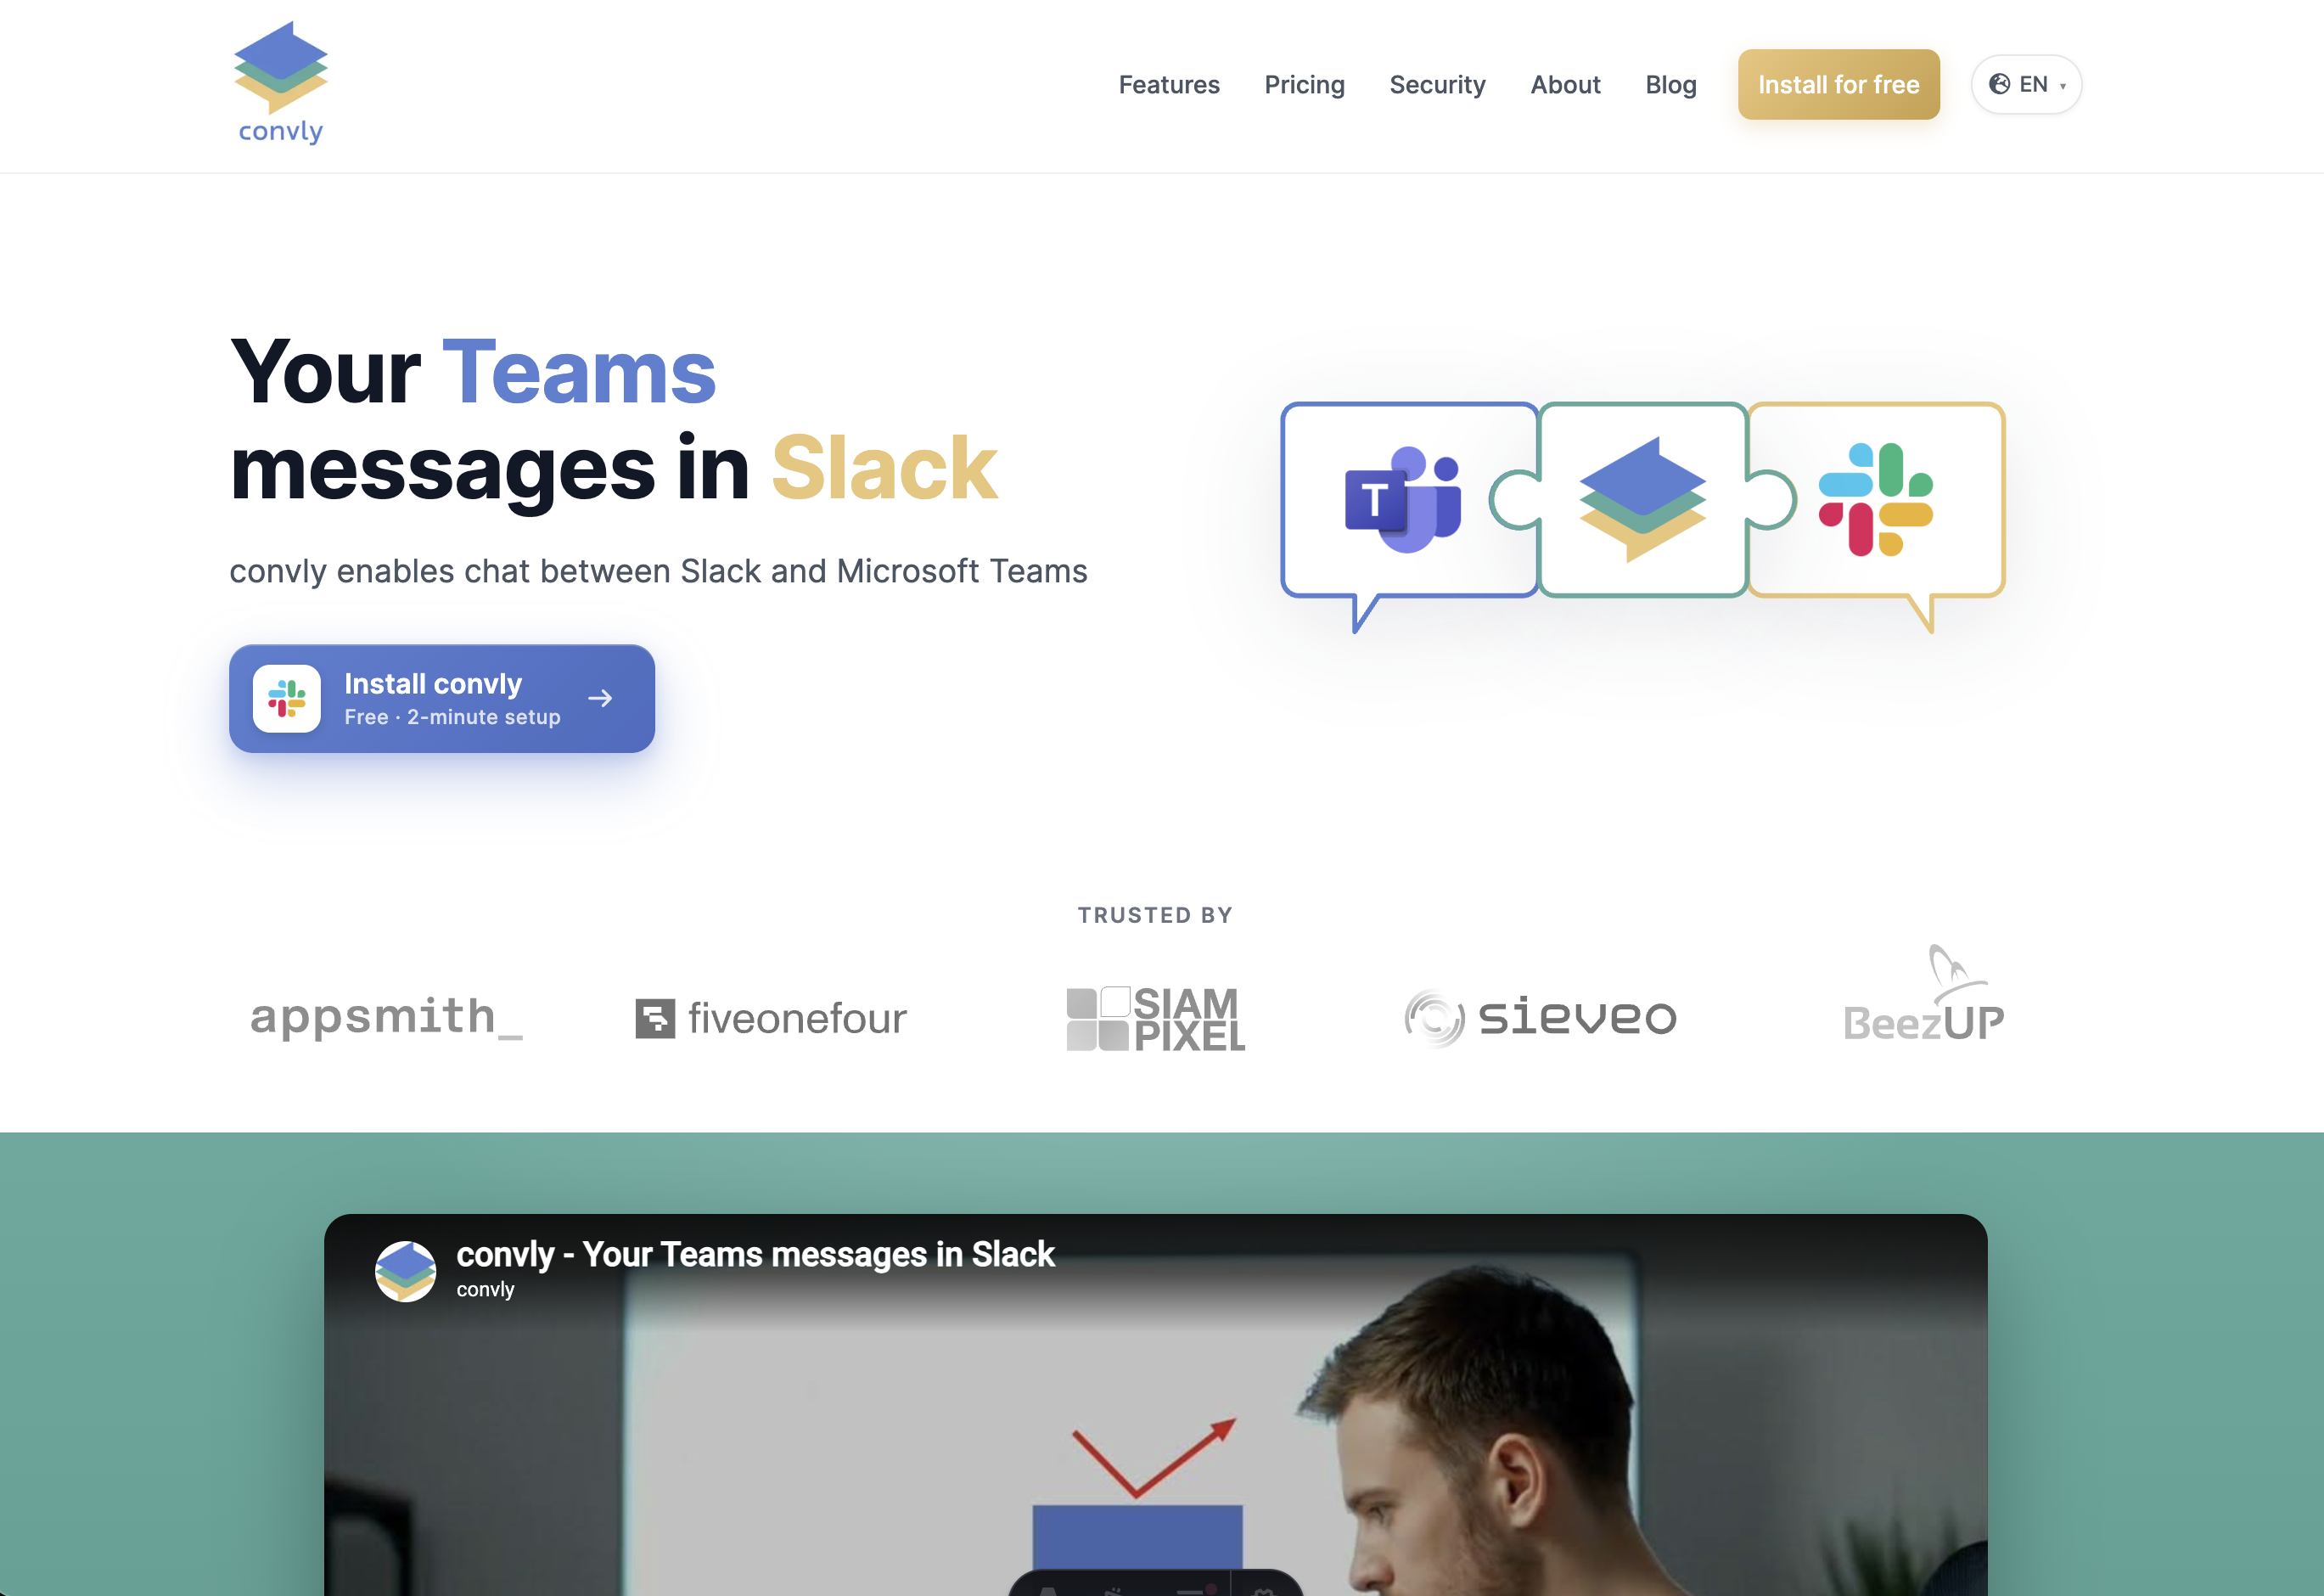 convly
Features
Pricing
Security
About
Blog
Install for free
EN
Your Teams
messages in Slack
convly enables chat between Slack and Microsoft Teams
T
Install convly
Free · 2-minute setup
TRUSTED BY
appsmith_
fiveonefour
SIAM
PIXEL
sieveo
BeezUP
convly - Your Teams messages in Slack
convly